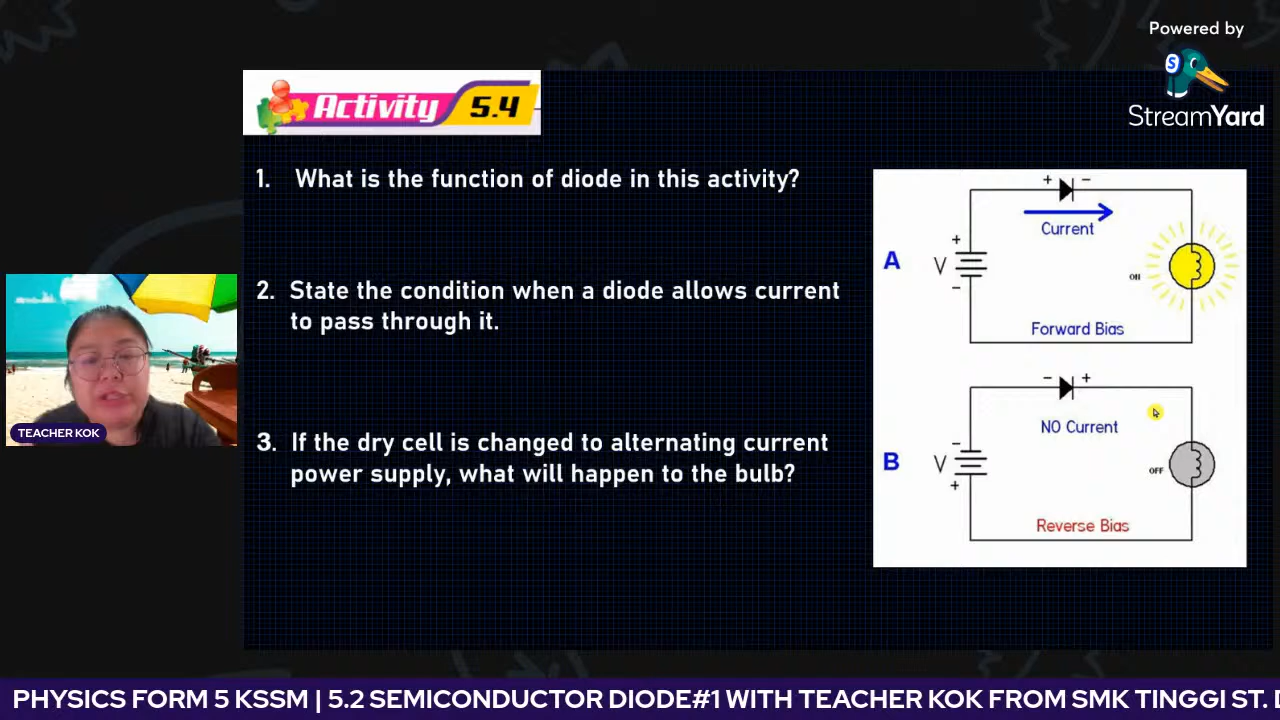 Powered by
S
StreamYard
Activity 5.4
1. What is the function of diode in this activity?
2. State the condition when a diode allows current
to pass through it.
3. If the dry cell is changed to alternating current
power supply, what will happen to the bulb?
+ -
Current
A
+
V
-
ON
Forward Bias
- +
NO Current
B
-
V
+
OFF
Reverse Bias
TEACHER KOK
PHYSICS FORM 5 KSSM | 5.2 SEMICONDUCTOR DIODE#1 WITH TEACHER KOK FROM SMK TINGGI ST.